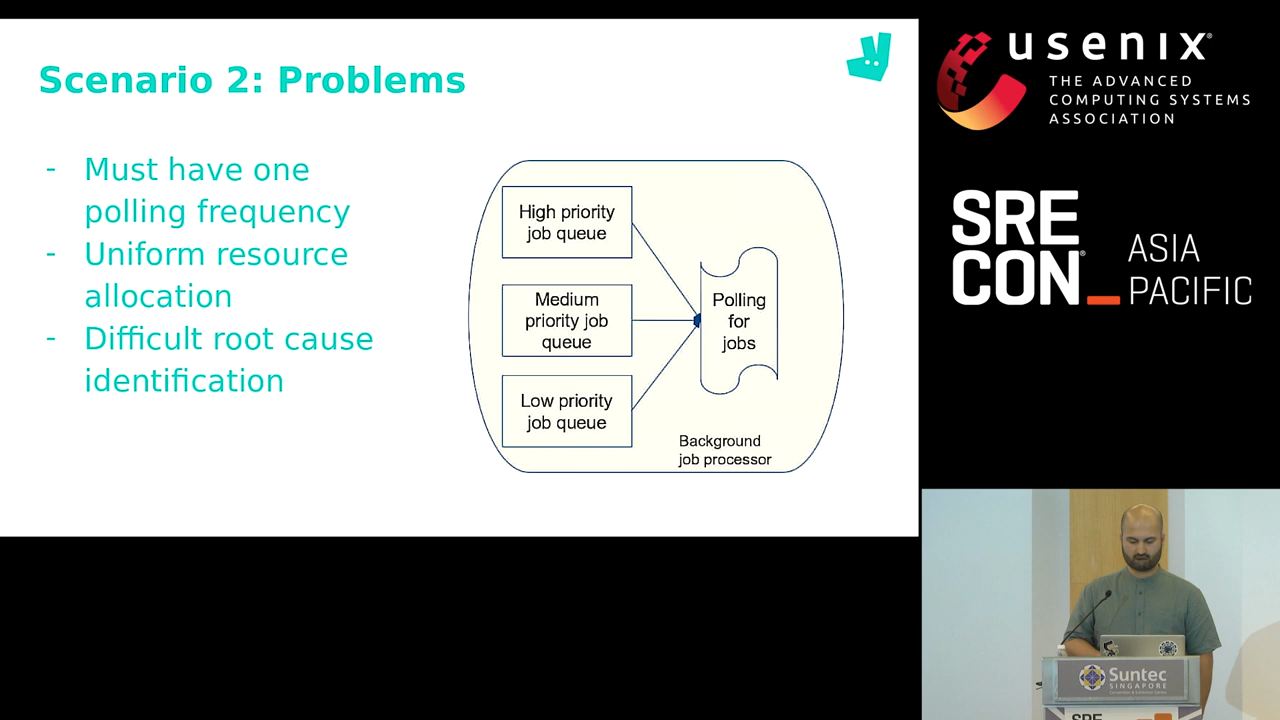 Scenario 2: Problems
- Must have one
polling frequency
- Uniform resource
allocation
- Difficult root cause
identification
High priority
job queue
Medium
priority job
queue
Low priority
job queue
Polling
for
jobs
Background
job processor
usenix®
THE ADVANCED
COMPUTING SYSTEMS
ASSOCIATION
SRE
CON®
ASIA
PACIFIC
Suntec
SINGAPORE
SRE